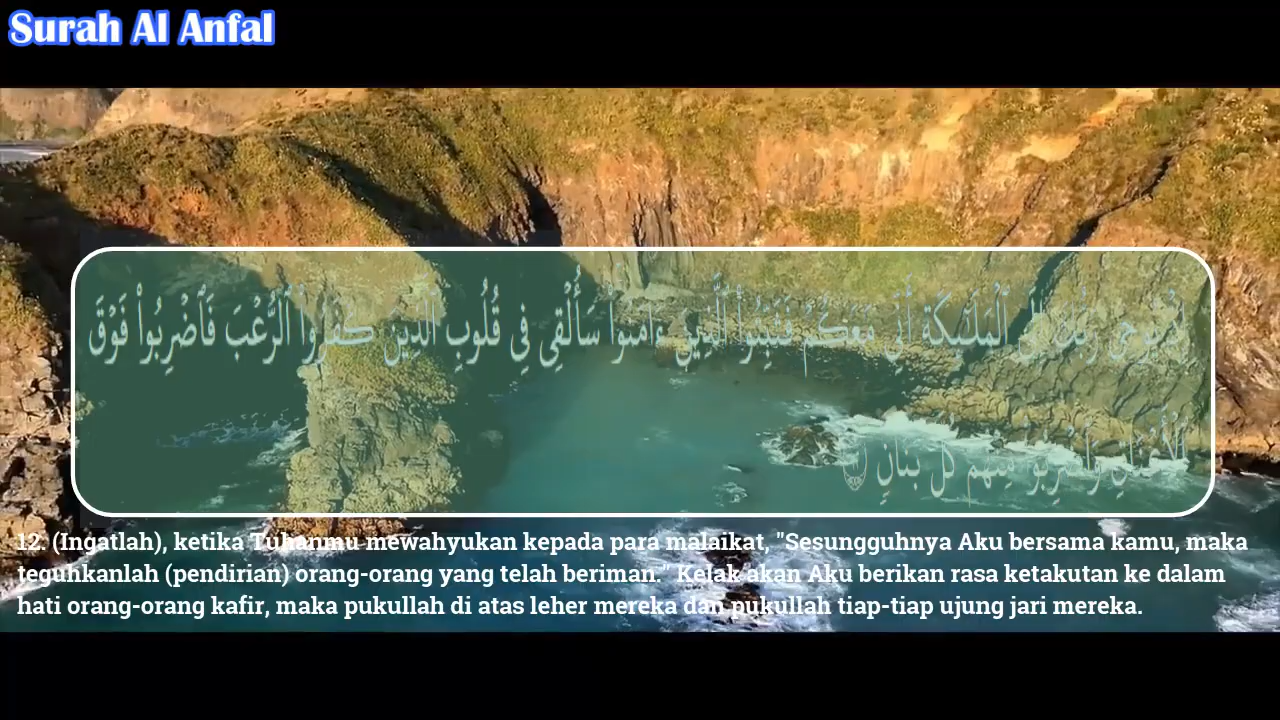 Surah Al Anfal
إِذْ يُوحِى رَبُّكَ إِلَى ٱلْمَلَٰٓئِكَةِ أَنِّى مَعَكُمْ فَثَبِّتُوا۟ ٱلَّذِينَ ءَامَنُوا۟ سَأُلْقِى فِى قُلُوبِ ٱلَّذِينَ كَفَرُوا۟ ٱلرُّعْبَ فَٱضْرِبُوا۟ فَوْقَ
ٱلْأَعْنَاقِ وَٱضْرِبُوا۟ مِنْهُمْ كُلَّ بَنَانٍ
12. (Ingatlah), ketika Tuhanmu mewahyukan kepada para malaikat, "Sesungguhnya Aku bersama kamu, maka
teguhkanlah (pendirian) orang-orang yang telah beriman." Kelak akan Aku berikan rasa ketakutan ke dalam
hati orang-orang kafir, maka pukullah di atas leher mereka dan pukullah tiap-tiap ujung jari mereka.